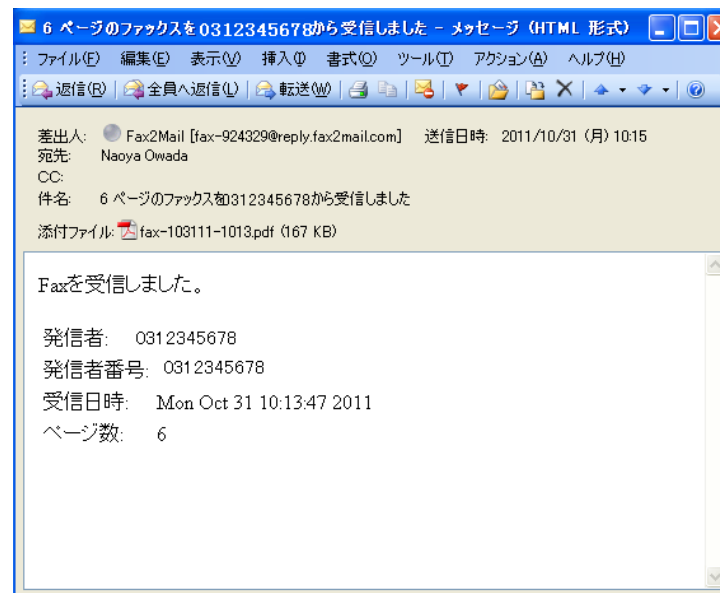 6 ページのファックスを0312345678から受信しました - メッセージ (HTML 形式)
ファイル(F) 編集(E) 表示(V) 挿入(I) 書式(O) ツール(T) アクション(A) ヘルプ(H)
返信(R) 全員へ返信(L) 転送(W)
差出人: Fax2Mail [fax-924329@reply.fax2mail.com] 送信日時: 2011/10/31 (月) 10:15
宛先: Naoya Owada
CC:
件名: 6 ページのファックスを0312345678から受信しました
添付ファイル: fax-103111-1013.pdf (167 KB)
Faxを受信しました。
発信者: 0312345678
発信者番号: 0312345678
受信日時: Mon Oct 31 10:13:47 2011
ページ数: 6